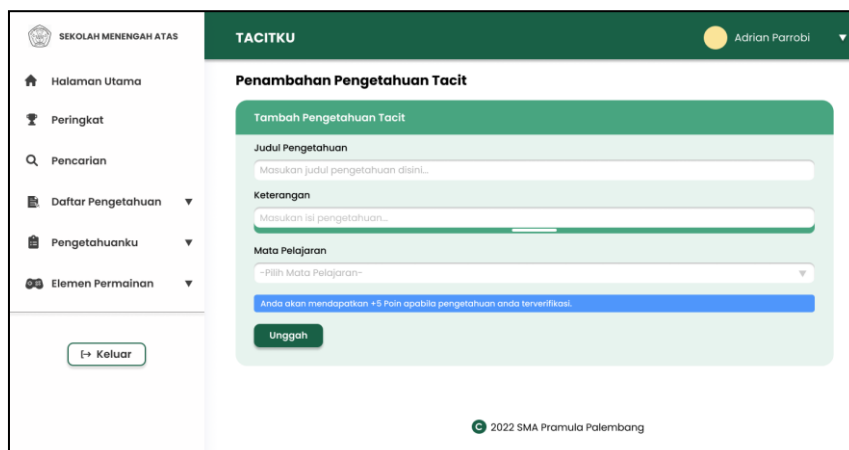 SEKOLAH MENENGAH ATAS
TACITKU
Adrian Parrobi
Halaman Utama
Peringkat
Pencarian
Daftar Pengetahuan
Pengetahuanku
Elemen Permainan
Keluar
Penambahan Pengetahuan Tacit
Tambah Pengetahuan Tacit
Judul Pengetahuan
Masukan judul pengetahuan disini...
Keterangan
Masukan isi pengetahuan...
Mata Pelajaran
-Pilih Mata Pelajaran-
Anda akan mendapatkan +5 Poin apabila pengetahuan anda terverifikasi.
Unggah
C 2022 SMA Pramula Palembang